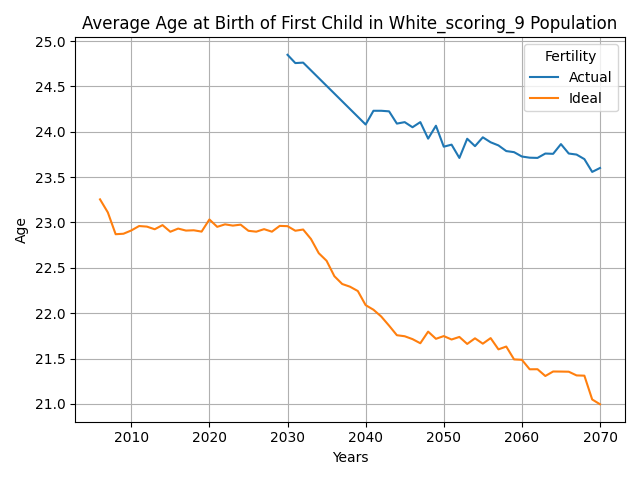 Average Age at Birth of First Child in White_scoring_9 Population
25.0
24.5
24.0
23.5
23.0
22.5
22.0
21.5
21.0
Age
Fertility
Actual
Ideal
2010 2020 2030 2040 2050 2060 2070
Years